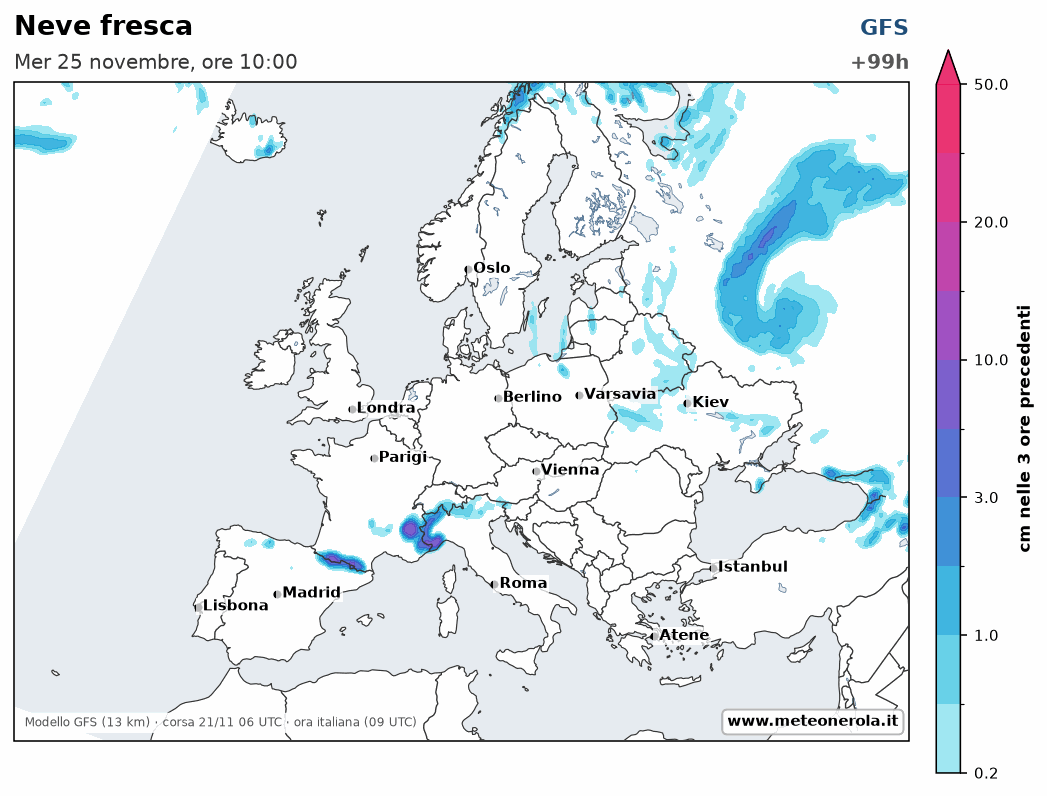 Neve fresca
GFS
Mer 25 novembre, ore 10:00
+99h
50.0
20.0
10.0
3.0
1.0
0.2
cm nelle 3 ore precedenti
Oslo
Londra
Berlino
Varsavia
Kiev
Parigi
Vienna
Istanbul
Roma
Madrid
Lisbona
Atene
Modello GFS (13 km) · corsa 21/11 06 UTC · ora italiana (09 UTC)
www.meteonerola.it